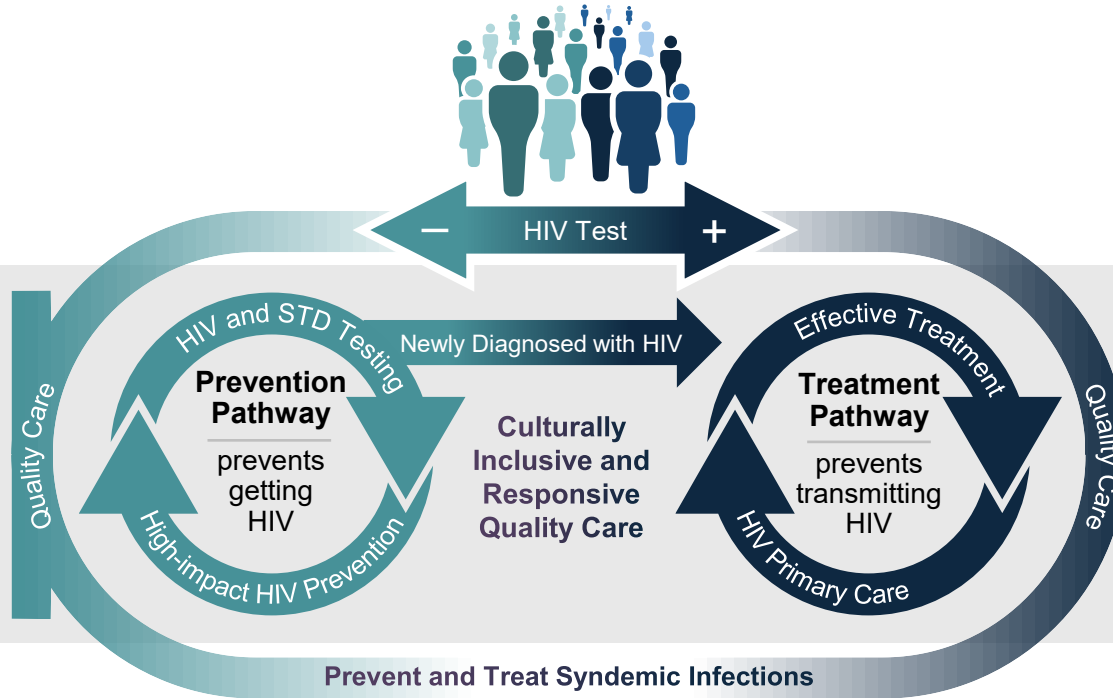 − HIV Test +
HIV and STD Testing
Newly Diagnosed with HIV
Effective Treatment
Quality Care
Prevention
Pathway
prevents
getting
HIV
High-impact HIV Prevention
Culturally
Inclusive and
Responsive
Quality Care
Treatment
Pathway
prevents
transmitting
HIV
HIV Primary Care
Quality Care
Prevent and Treat Syndemic Infections